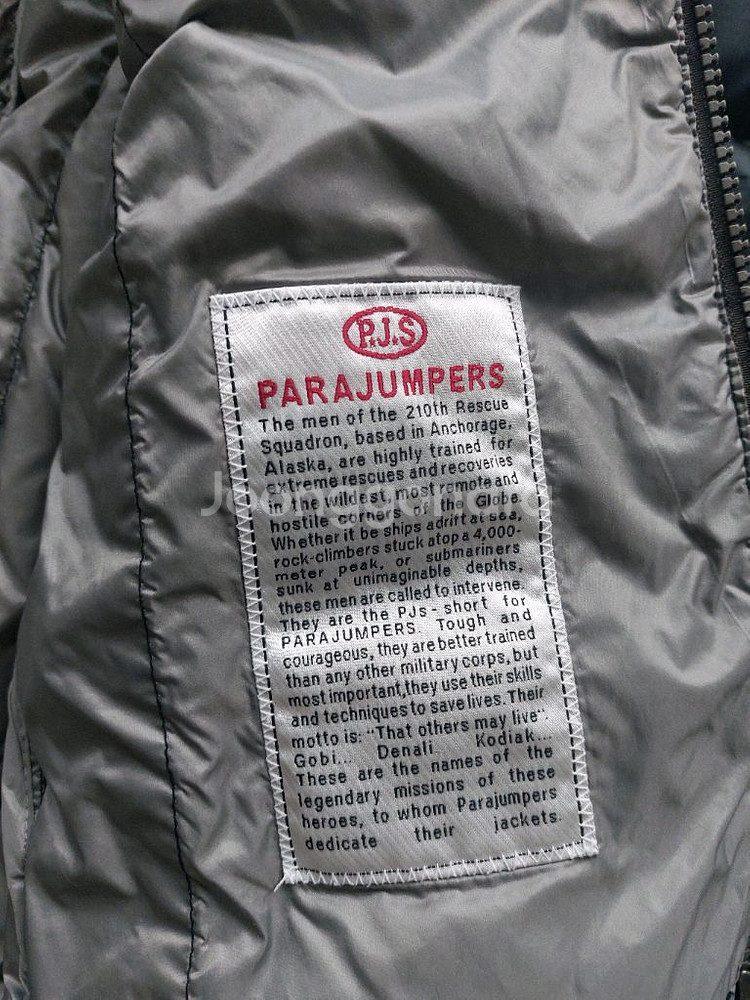 P.J.S
PARAJUMPERS
The men of the 210th Rescue
Squadron, based in Anchorage,
Alaska, are highly trained for
extreme rescues and recoveries
in the wildest, most remote and
hostile corners of the Globe.
Whether it be ships adrift at sea,
rock-climbers stuck atop a 4,000-
meter peak, or submariners
sunk at unimaginable depths,
these men are called to intervene.
They are the PJs - short for
PARAJUMPERS. Tough and
courageous, they are better trained
than any other military corps, but
most important, they use their skills
and techniques to save lives. Their
motto is: "That others may live".
Gobi... Denali... Kodiak...
These are the names of the
legendary missions of these
heroes, to whom Parajumpers
dedicate their jackets.
Joonggonara